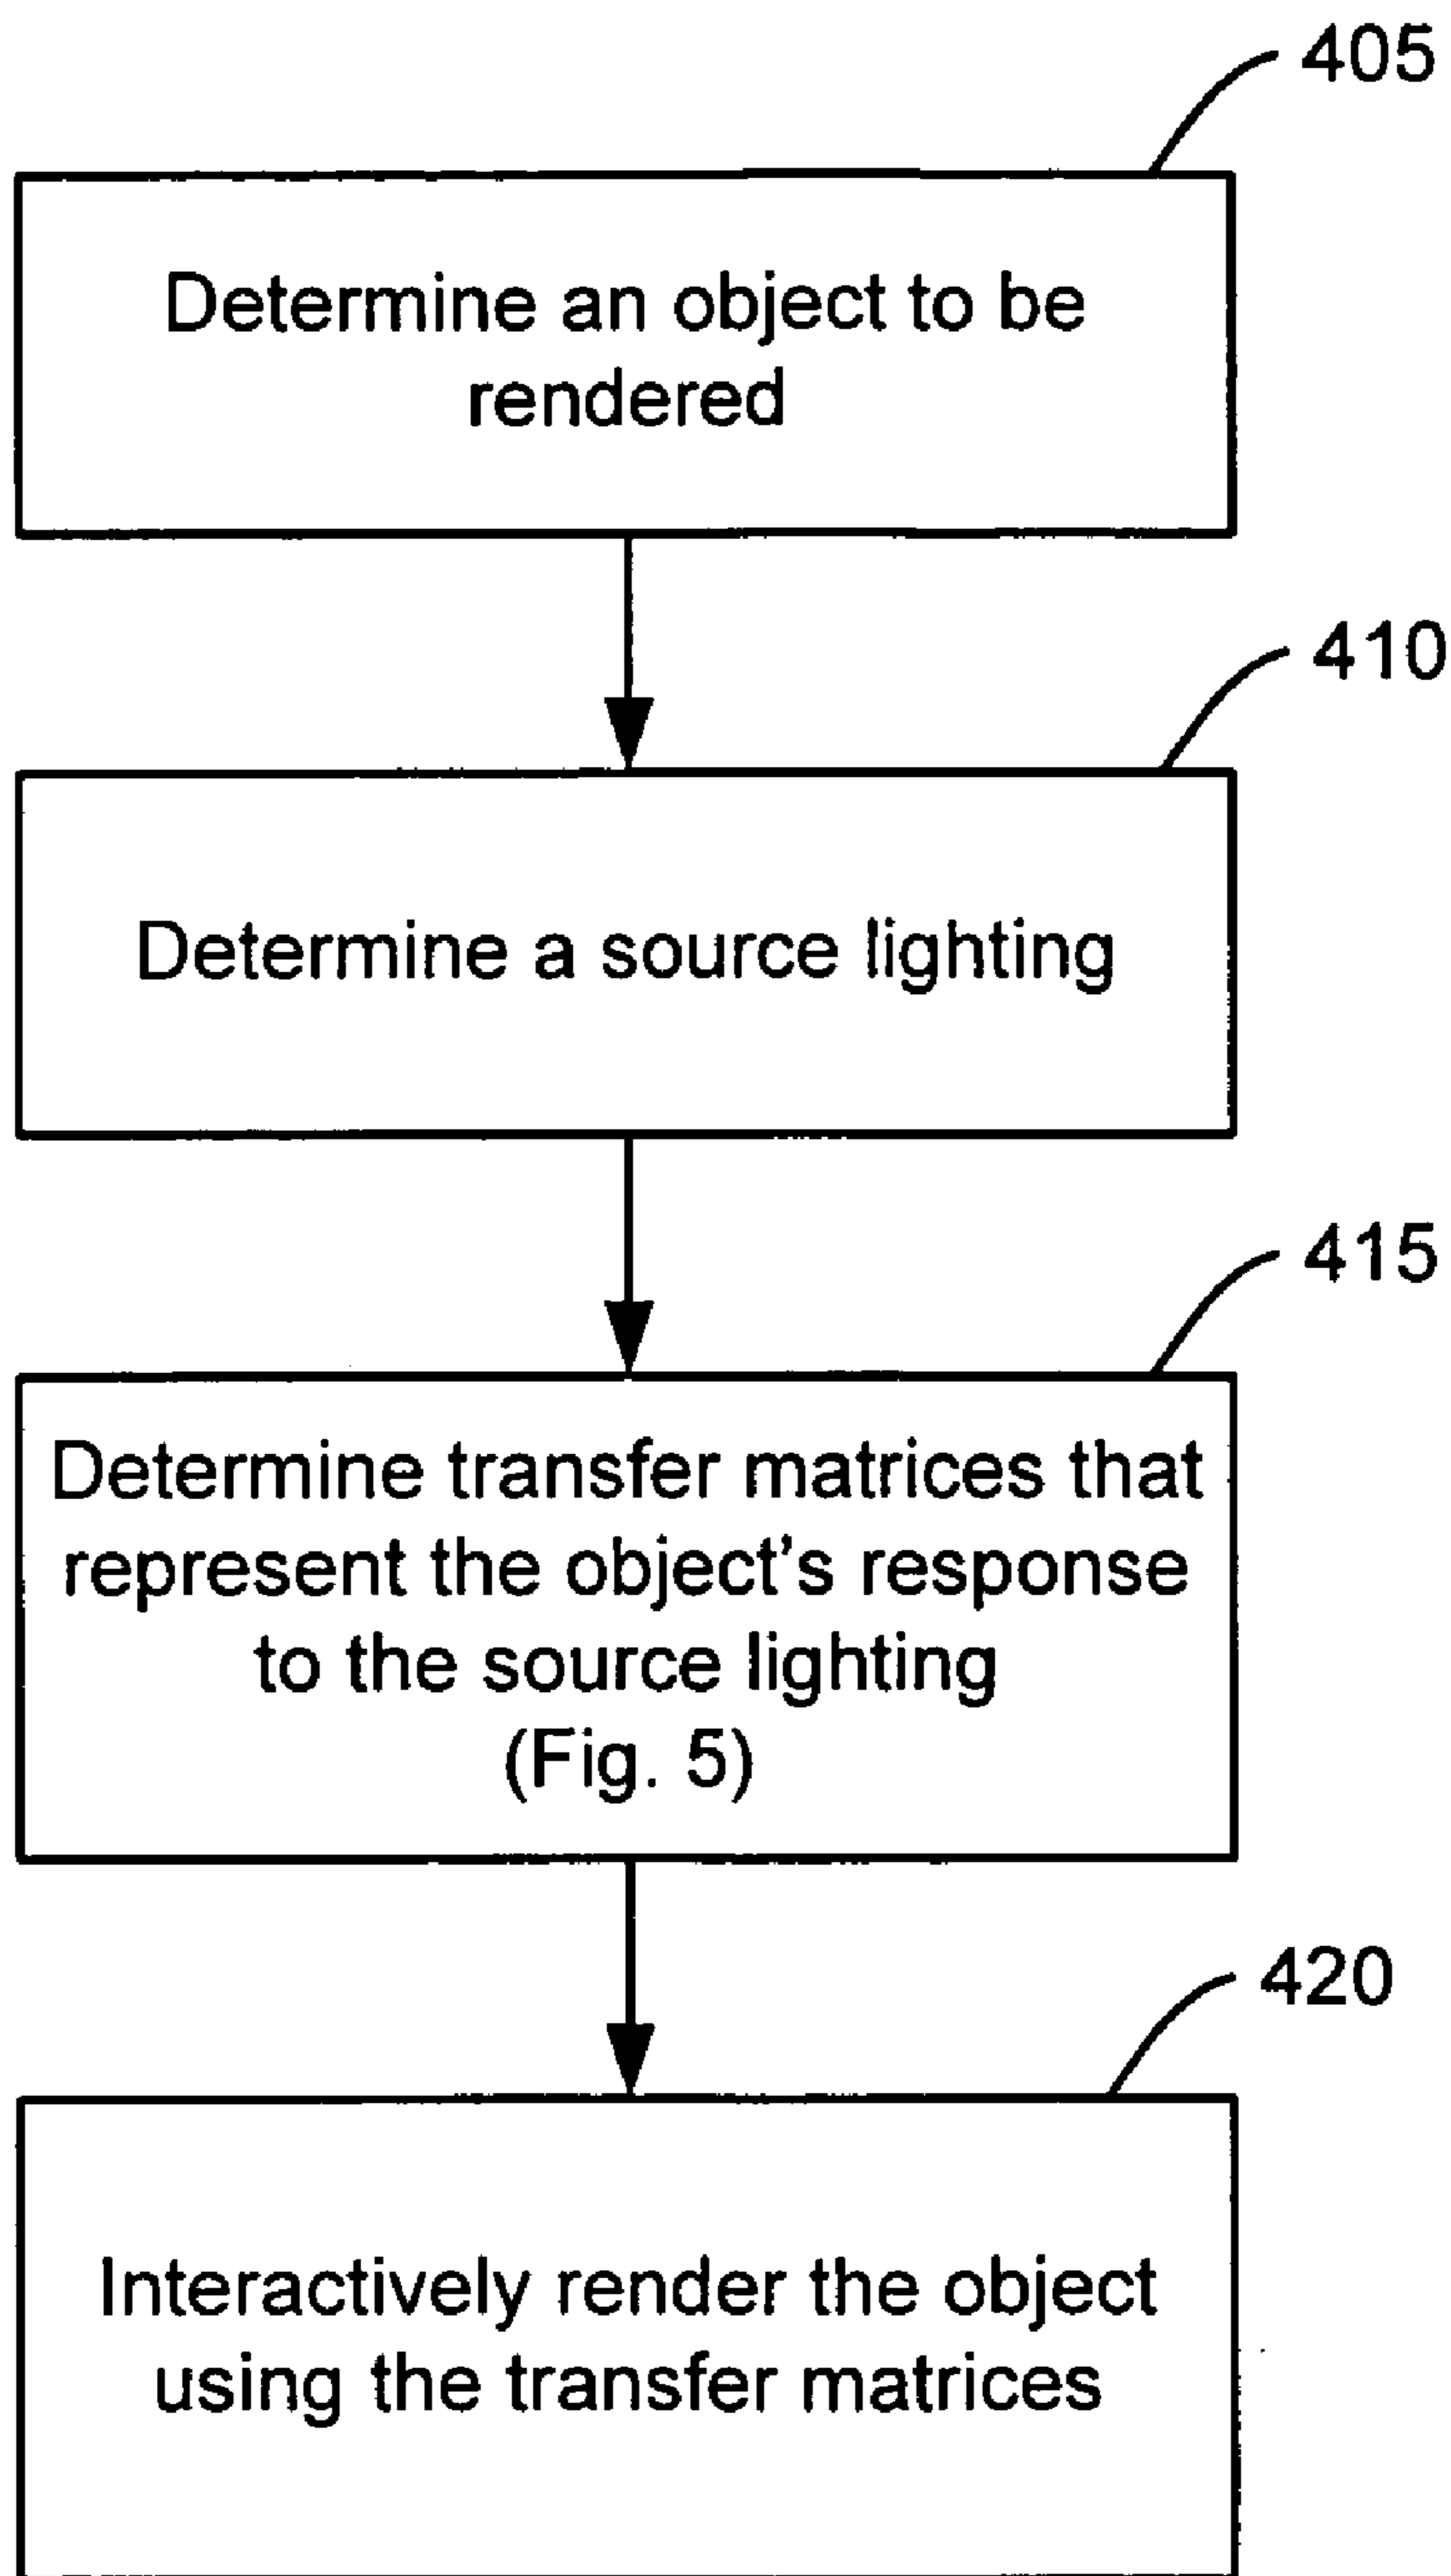 405
Determine an object to be
rendered
410
Determine a source lighting
415
Determine transfer matrices that
represent the object's response
to the source lighting
(Fig. 5)
420
Interactively render the object
using the transfer matrices